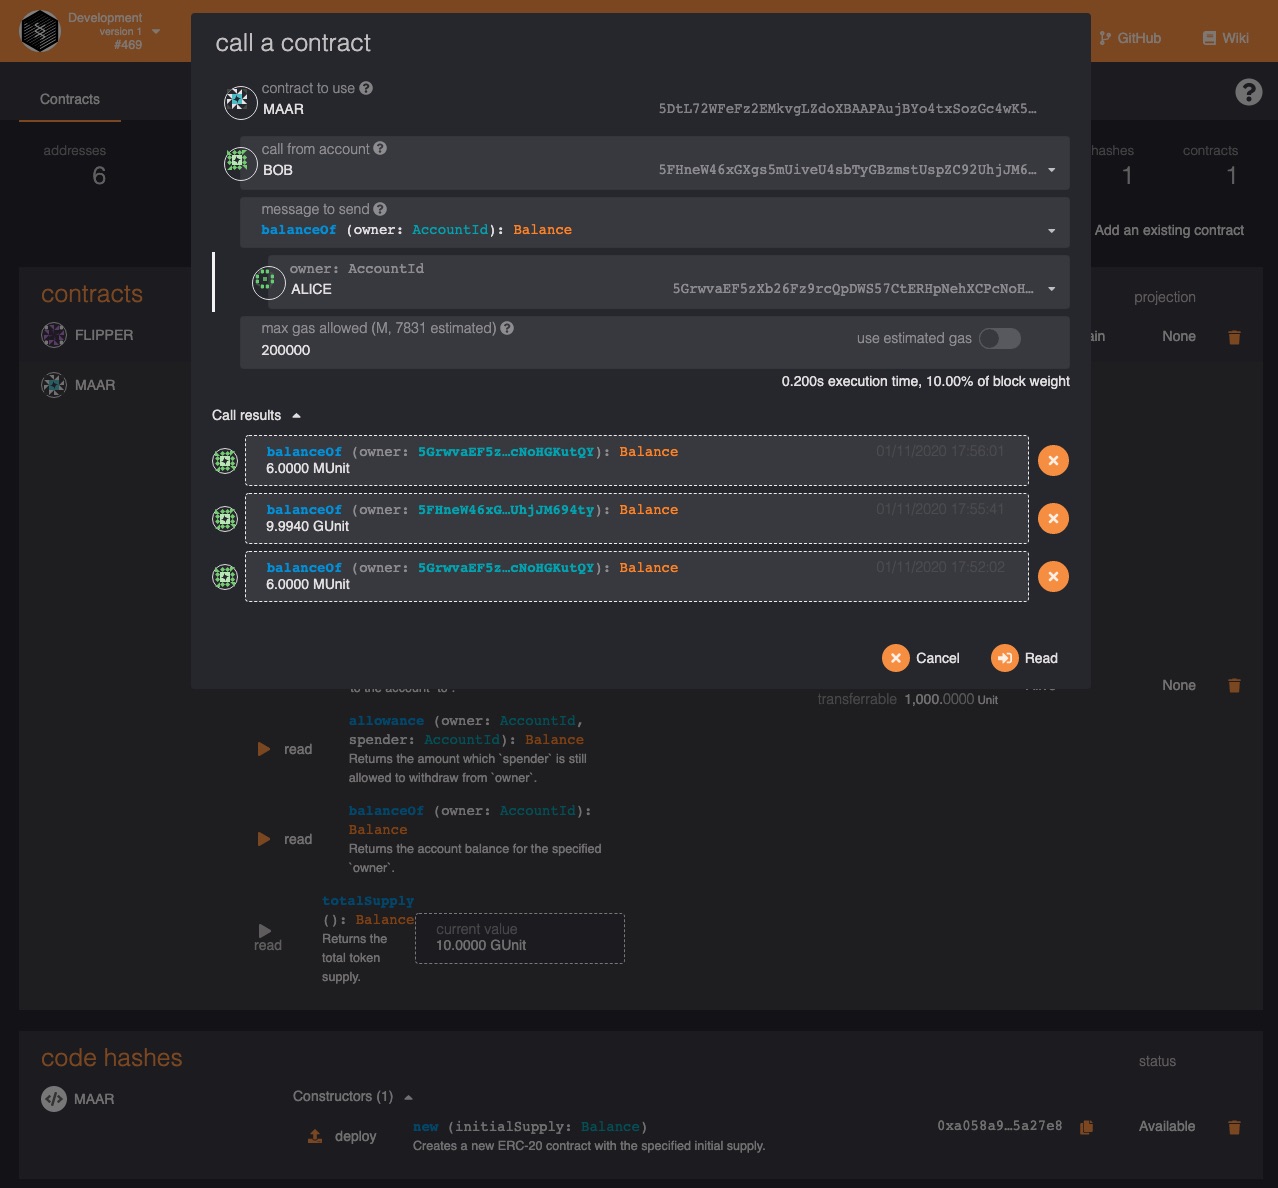 Development
version 1
#469
GitHub
Wiki
Contracts
addresses
6
hashes
1
contracts
1
Add an existing contract
call a contract
contract to use
MAAR
5DtL72WFeFz2EMkvgLZdoXBAAPAujBYo4txSozGc4wK5…
call from account
BOB
5FHneW46xGXgs5mUiveU4sbTyGBzmstUspZC92UhjJM6…
message to send
balanceOf (owner: AccountId): Balance
owner: AccountId
ALICE
5GrwvaEF5zXb26Fz9rcQpDWS57CtERHpNehXCPcNoH…
max gas allowed (M, 7831 estimated)
200000
use estimated gas
0.200s execution time, 10.00% of block weight
Call results
balanceOf (owner: 5GrwvaEF5z…cNoHGKutQY): Balance
01/11/2020 17:56:01
6.0000 MUnit
balanceOf (owner: 5FHneW46xG…UhjJM694ty): Balance
01/11/2020 17:55:41
9.9940 GUnit
balanceOf (owner: 5GrwvaEF5z…cNoHGKutQY): Balance
01/11/2020 17:52:02
6.0000 MUnit
Cancel
Read
contracts
projection
FLIPPER
None
MAAR
None
to the account `to`.
transferrable 1,000.0000 Unit
allowance (owner: AccountId,
spender: AccountId): Balance
read
Returns the amount which `spender` is still
allowed to withdraw from `owner`.
balanceOf (owner: AccountId):
Balance
read
Returns the account balance for the specified
`owner`.
totalSupply
(): Balance
read
Returns the
total token
supply.
current value
10.0000 GUnit
code hashes
status
MAAR
Constructors (1)
deploy
new (initialSupply: Balance)
Creates a new ERC-20 contract with the specified initial supply.
0xa058a9…5a27e8
Available